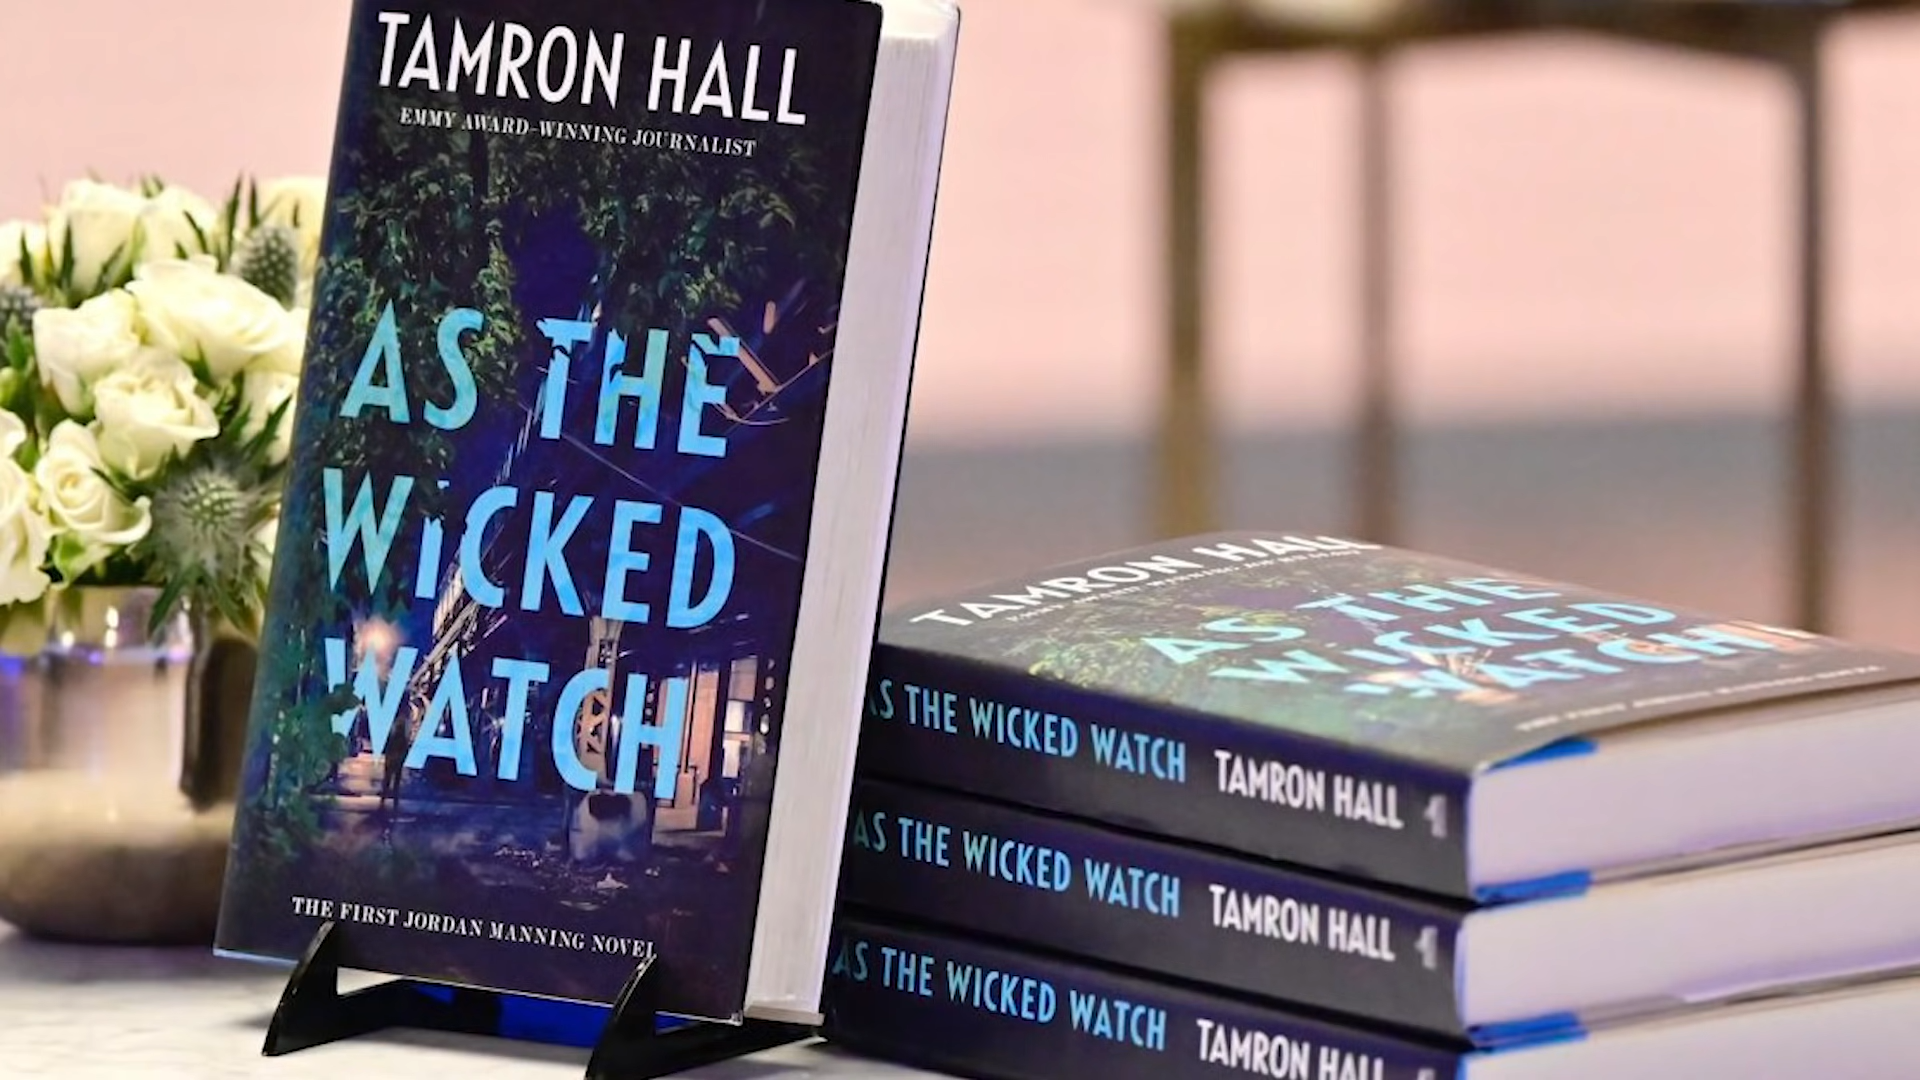 TAMRON HALL
EMMY AWARD-WINNING JOURNALIST
AS THE
WICKED
WATCH
THE FIRST JORDAN MANNING NOVEL
TAMRON HALL
AS THE
WICKED
WATCH
AS THE WICKED WATCH TAMRON HALL
AS THE WICKED WATCH TAMRON HALL
AS THE WICKED WATCH TAMRON HALL